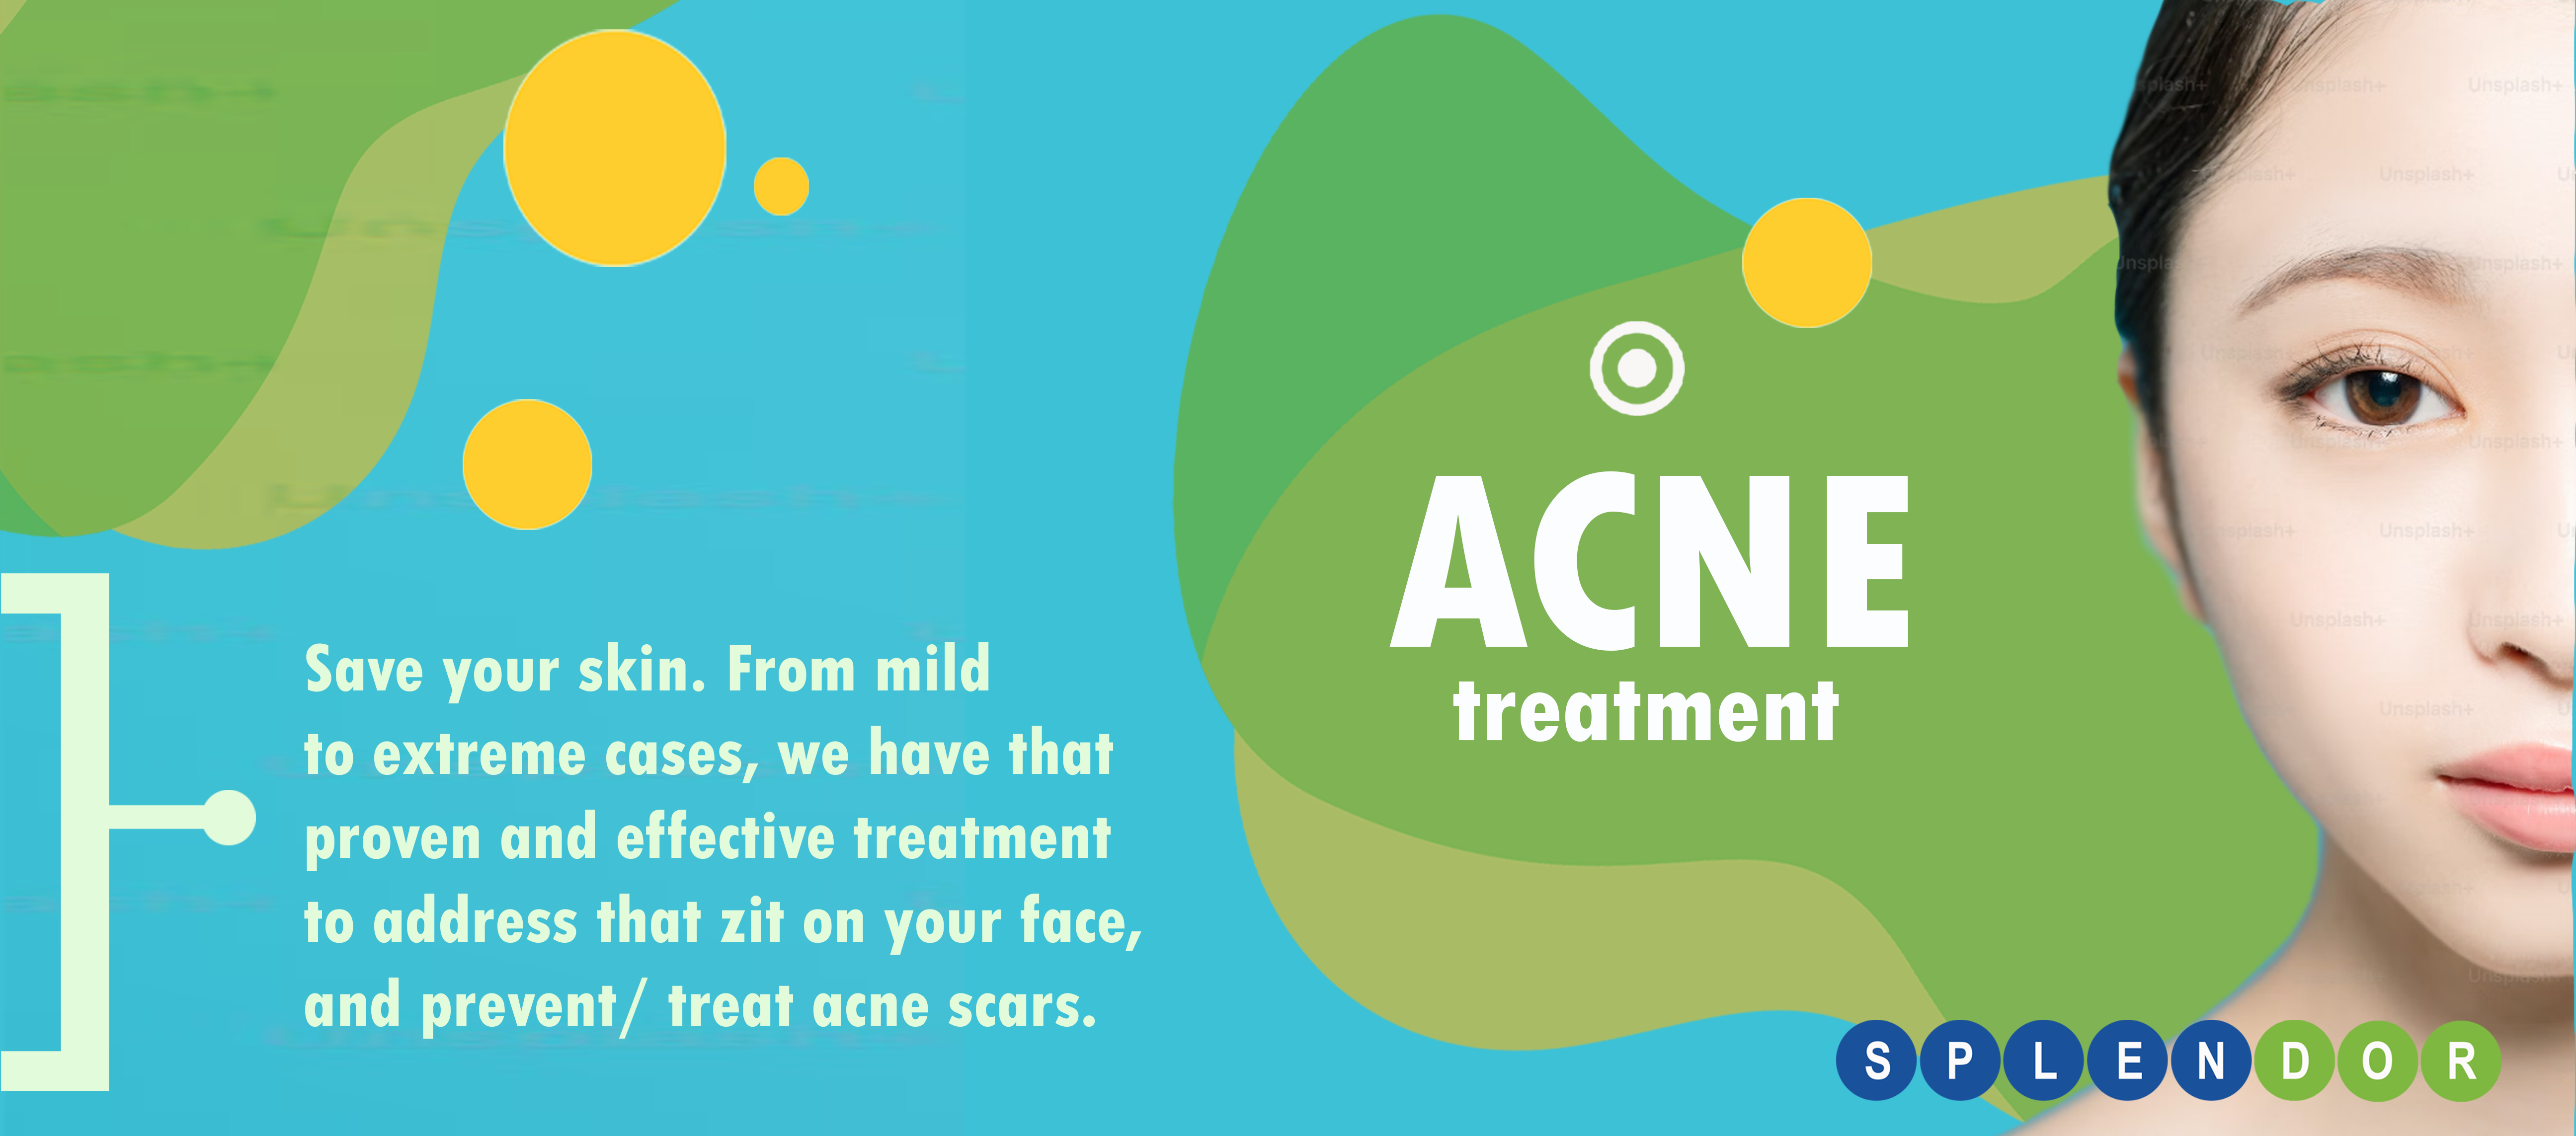 Save your skin. From mild
to extreme cases, we have that
proven and effective treatment
to address that zit on your face,
and prevent/ treat acne scars.
ACNE
treatment
SPLENDOR
Unsplash+